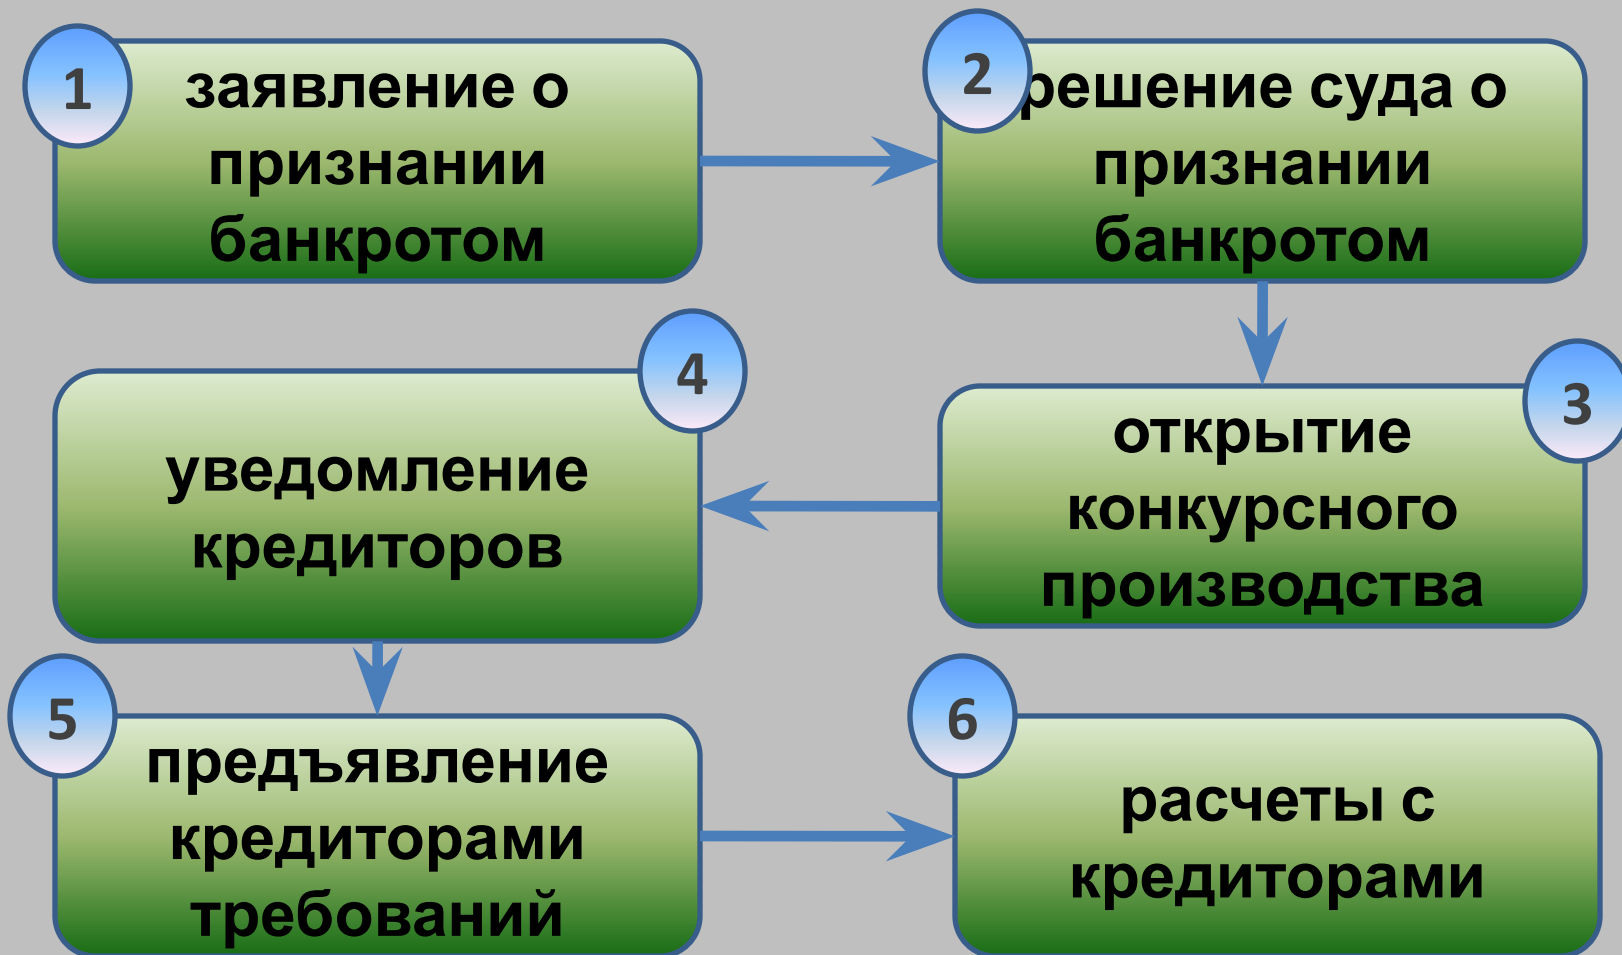 1
заявление о
признании
банкротом
2
решение суда о
признании
банкротом
3
открытие
конкурсного
производства
4
уведомление
кредиторов
5
предъявление
кредиторами
требований
6
расчеты с
кредиторами